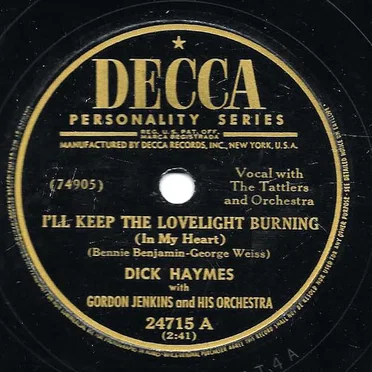 DECCA
PERSONALITY SERIES
REG. U.S. PAT. OFF.
MARCA REGISTRADA
MANUFACTURED BY DECCA RECORDS, INC., NEW YORK, U.S.A.
(74905)
Vocal with
The Tattlers
and Orchestra
I'LL KEEP THE LOVELIGHT BURNING
(In My Heart)
(Bennie Benjamin-George Weiss)
DICK HAYMES
with
GORDON JENKINS and HIS ORCHESTRA
24715 A
(2:41)